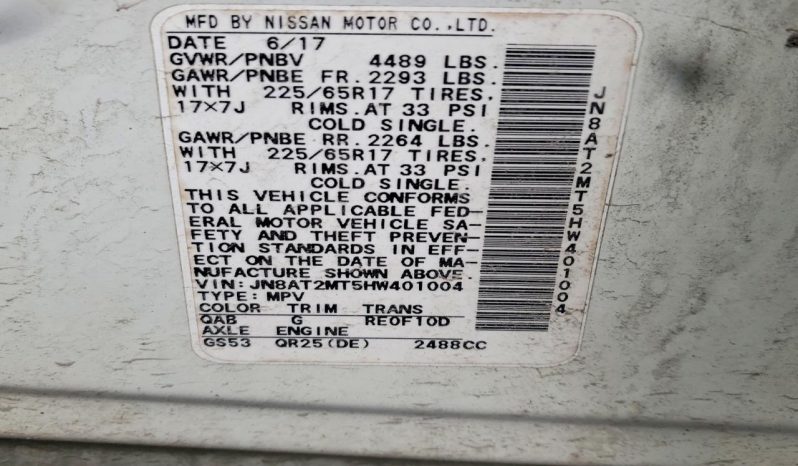 MFD BY NISSAN MOTOR CO.,LTD.
DATE 6/17
GVWR/PNBV 4489 LBS.
GAWR/PNBE FR. 2293 LBS.
WITH 225/65R17 TIRES.
17×7J RIMS.AT 33 PSI
COLD SINGLE.
GAWR/PNBE RR. 2264 LBS.
WITH 225/65R17 TIRES.
17×7J RIMS.AT 33 PSI
COLD SINGLE.
THIS VEHICLE CONFORMS
TO ALL APPLICABLE FED-
ERAL MOTOR VEHICLE SA-
FETY AND THEFT PREVEN-
TION STANDARDS IN EFF-
ECT ON THE DATE OF MA-
NUFACTURE SHOWN ABOVE.
VIN: JN8AT2MT5HW401004
TYPE: MPV
COLOR TRIM TRANS
QAB G RE0F10D
AXLE ENGINE
GS53 QR25(DE) 2488CC
JN8AT2MT5HW401004